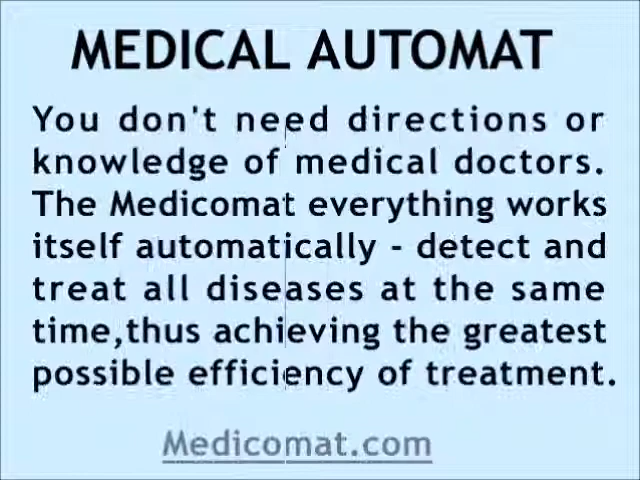 MEDICAL AUTOMAT
You don't need directions or
knowledge of medical doctors.
The Medicomat everything works
itself automatically - detect and
treat all diseases at the same
time,thus achieving the greatest
possible efficiency of treatment.
Medicomat.com